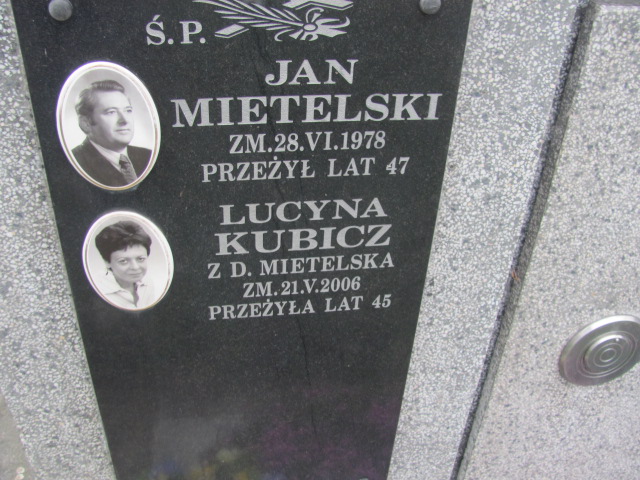 Ś.P.
JAN
MIETELSKI
ZM.28.VI.1978
PRZEŻYŁ LAT 47
LUCYNA
KUBICZ
Z D. MIETELSKA
ZM.21.V.2006
PRZEŻYŁA LAT 45